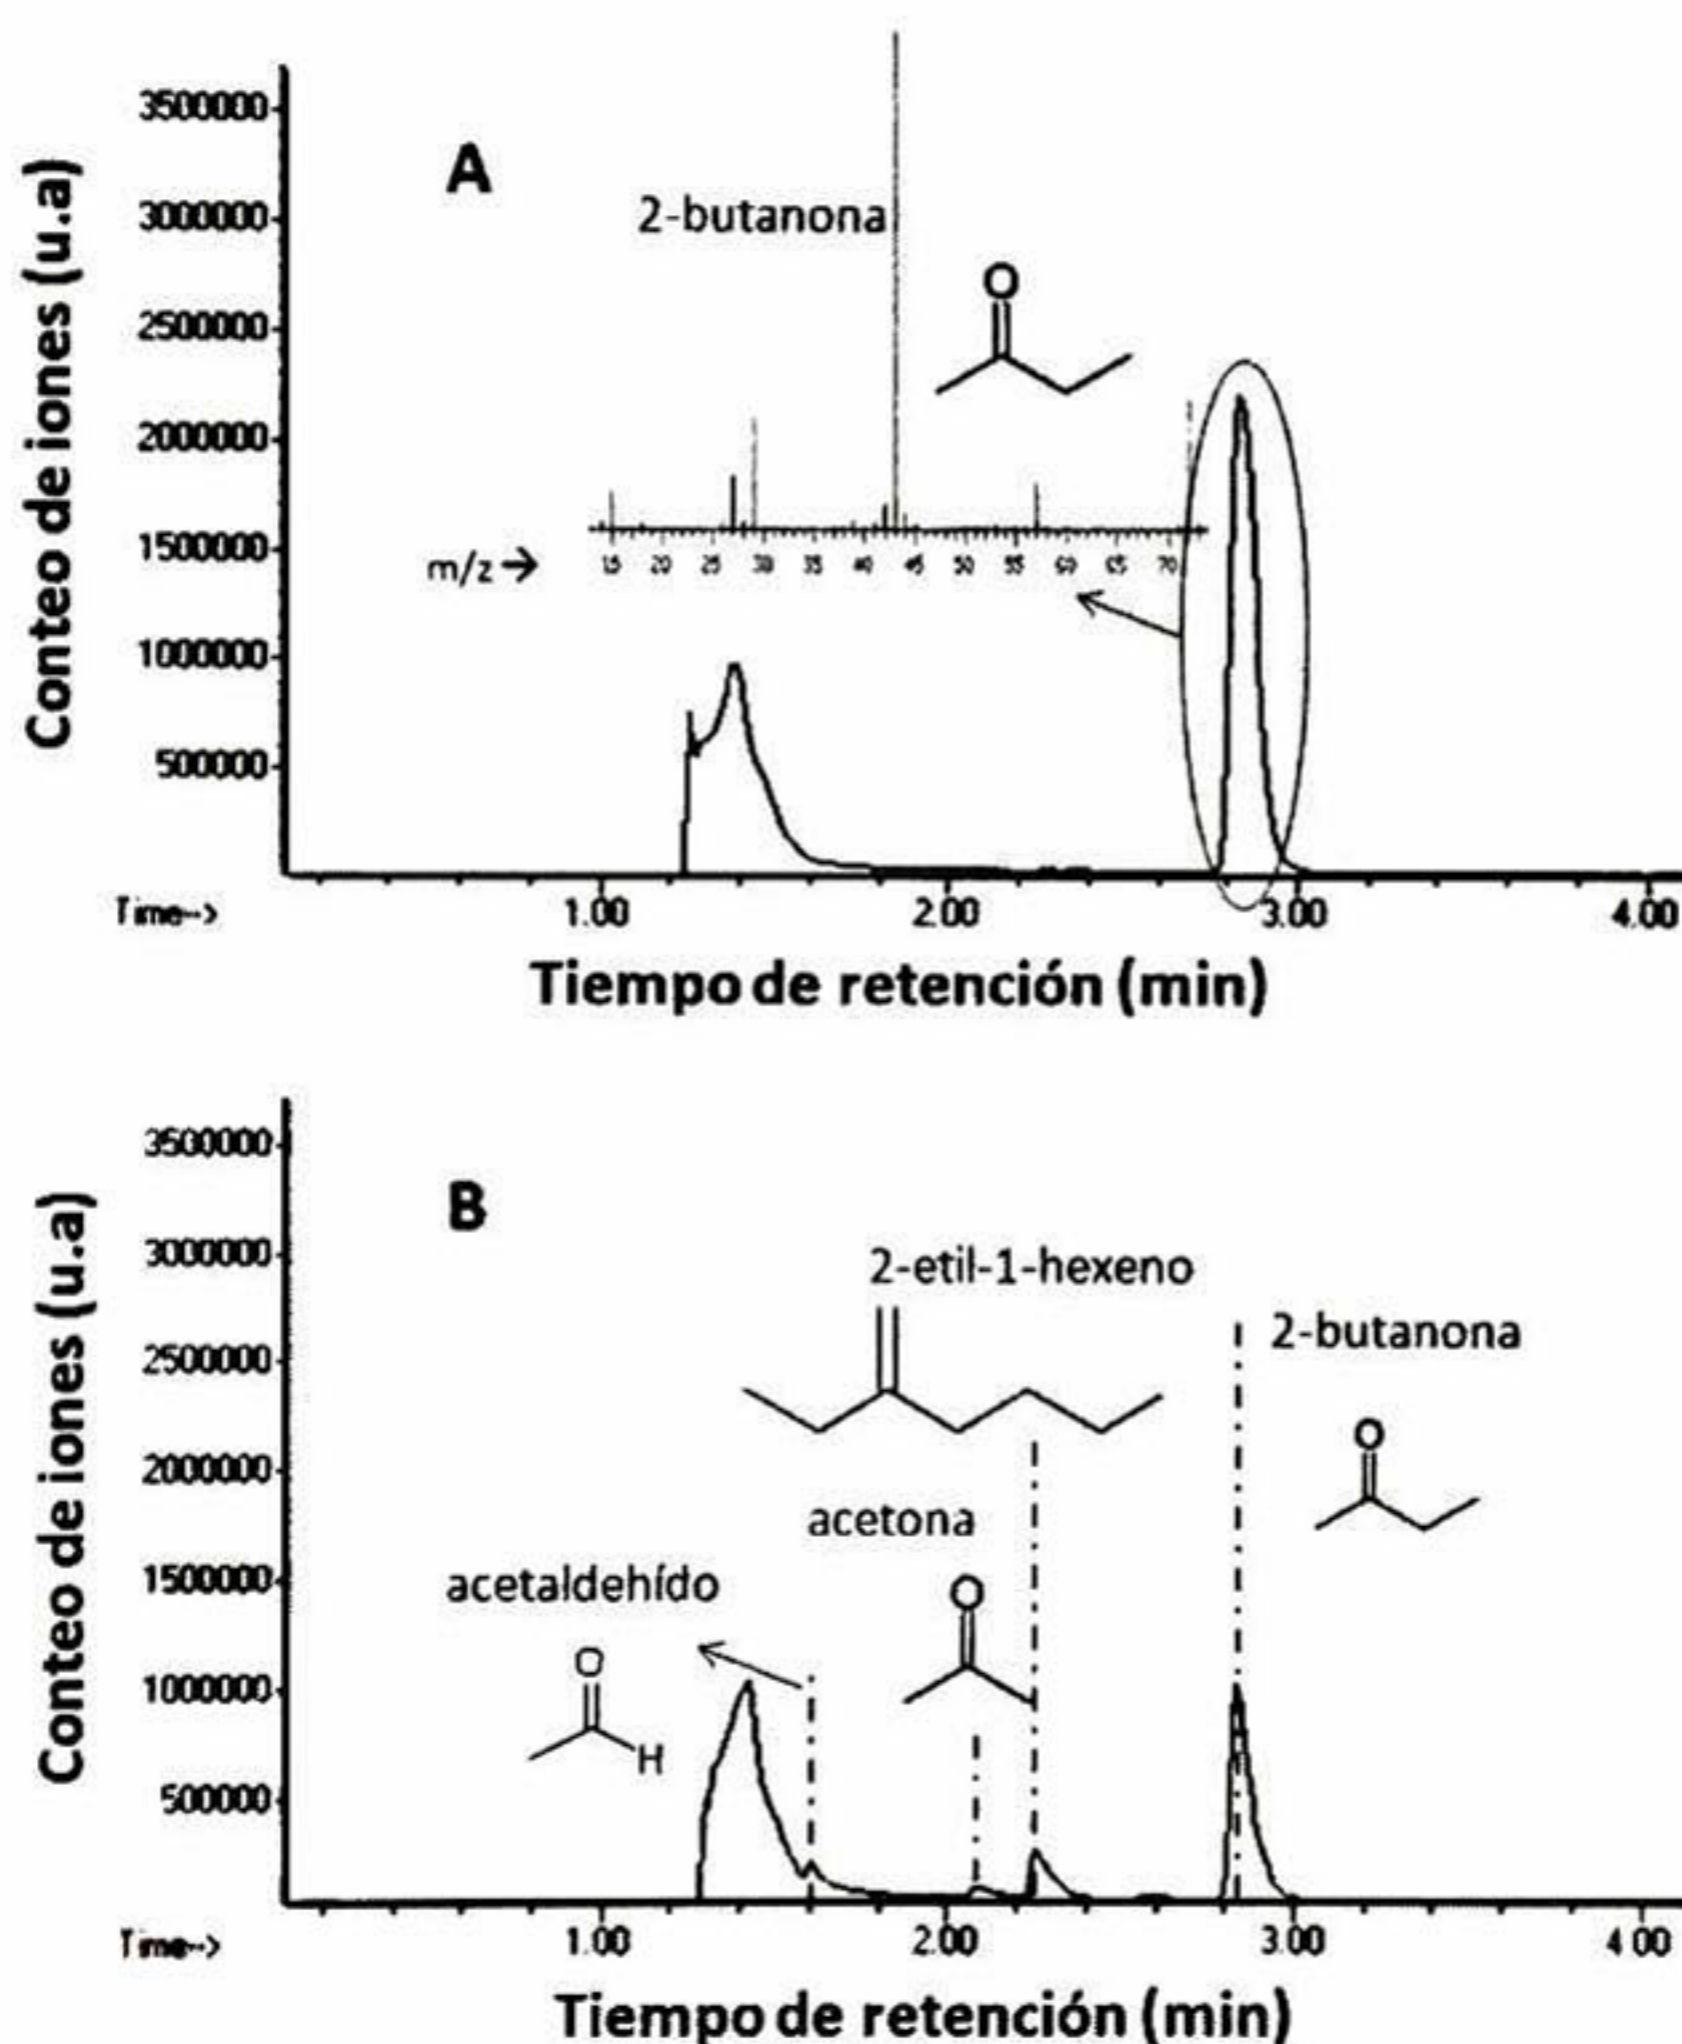 Conteo de iones (u.a)
3500000
3000000
2500000
2000000
1500000
1000000
500000
A
2-butanona
O
m/z →
15 20 25 30 35 40 45 50 55 60 65 70
Time-->
1.00 2.00 3.00 4.00
Tiempo de retención (min)
Conteo de iones (u.a)
3500000
3000000
2500000
2000000
1500000
1000000
500000
B
2-etil-1-hexeno
2-butanona
O
acetona
O
acetaldehído
O
H
Time-->
1.00 2.00 3.00 4.00
Tiempo de retención (min)